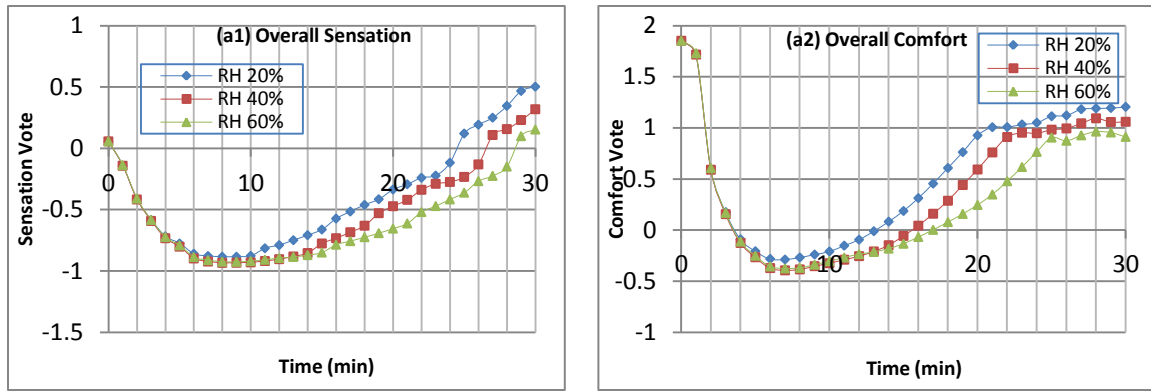 (a1) Overall Sensation
RH 20%
RH 40%
RH 60%
1
0.5
0
-0.5
-1
-1.5
0
10
20
30
Sensation Vote
Time (min)
(a2) Overall Comfort
RH 20%
RH 40%
RH 60%
2
1.5
1
0.5
0
-0.5
-1
0
10
20
30
Comfort Vote
Time (min)